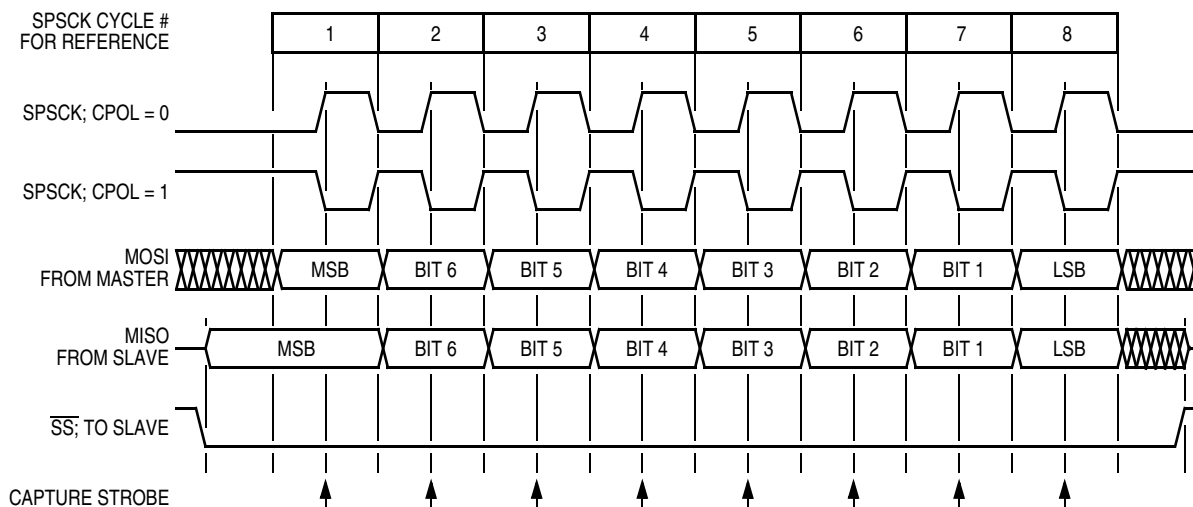 SPSCK CYCLE #
FOR REFERENCE
1 2 3 4 5 6 7 8
SPSCK; CPOL = 0
SPSCK; CPOL = 1
MOSI
FROM MASTER
MSB BIT 6 BIT 5 BIT 4 BIT 3 BIT 2 BIT 1 LSB
MISO
FROM SLAVE
MSB BIT 6 BIT 5 BIT 4 BIT 3 BIT 2 BIT 1 LSB
SS; TO SLAVE
CAPTURE STROBE